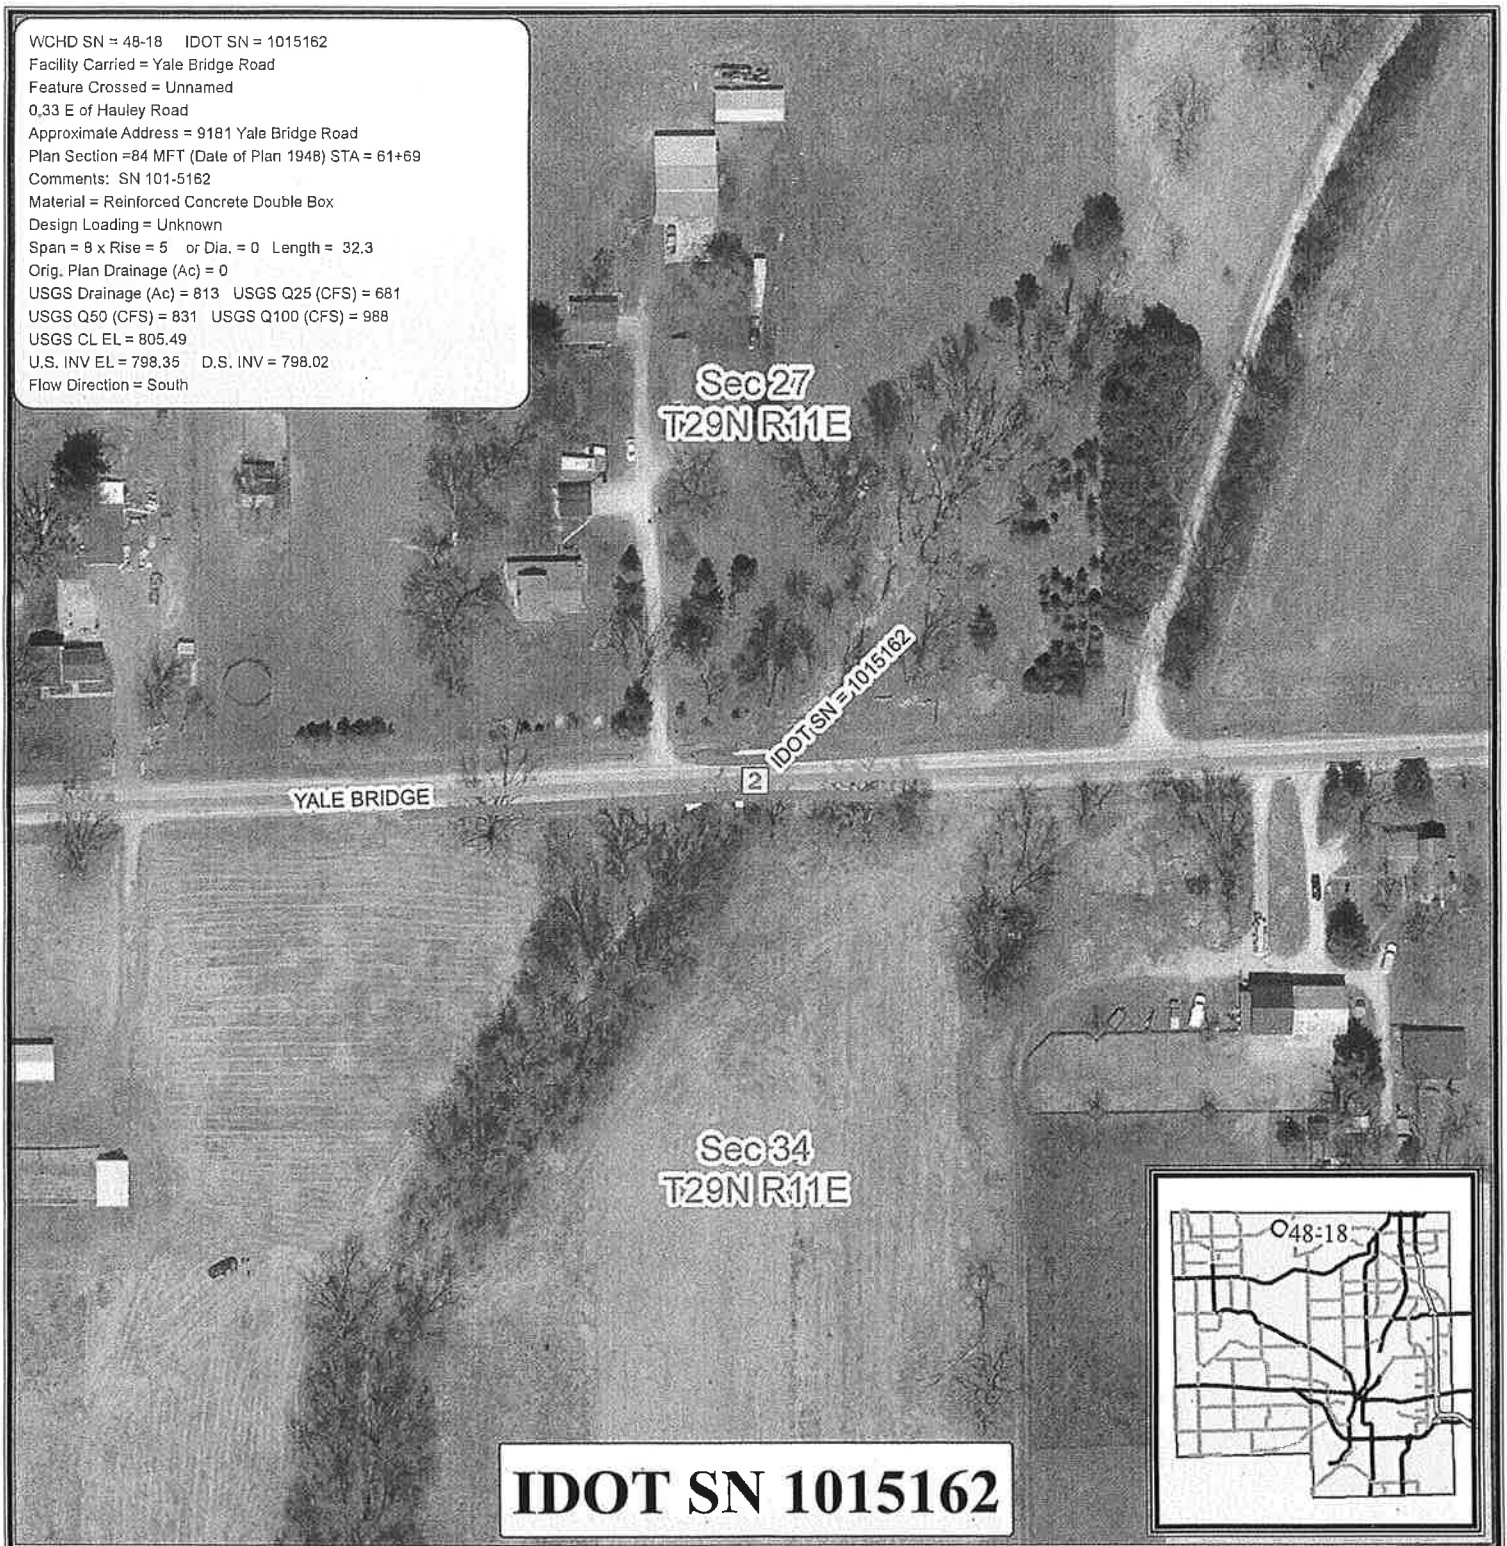 WCHD SN = 48-18 IDOT SN = 1015162
Facility Carried = Yale Bridge Road
Feature Crossed = Unnamed
0.33 E of Hauley Road
Approximate Address = 9181 Yale Bridge Road
Plan Section =84 MFT (Date of Plan 1948) STA = 61+69
Comments: SN 101-5162
Material = Reinforced Concrete Double Box
Design Loading = Unknown
Span = 8 x Rise = 5 or Dia. = 0 Length = 32.3
Orig. Plan Drainage (Ac) = 0
USGS Drainage (Ac) = 813 USGS Q25 (CFS) = 681
USGS Q50 (CFS) = 831 USGS Q100 (CFS) = 988
USGS CL EL = 805.49
U.S. INV EL = 798.35 D.S. INV = 798.02
Flow Direction = South
Sec 27
T29N R11E
IDOT SN = 1015162
2
YALE BRIDGE
Sec 34
T29N R11E
48-18
IDOT SN 1015162